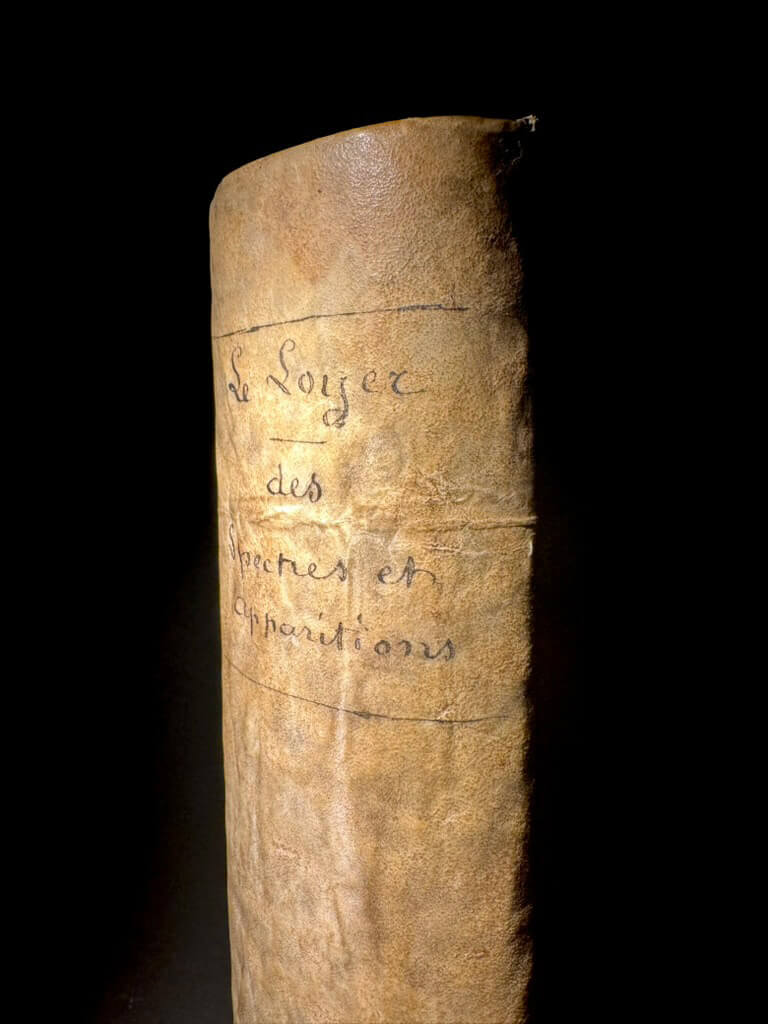 Le Loyer
des
Spectres et
apparitions